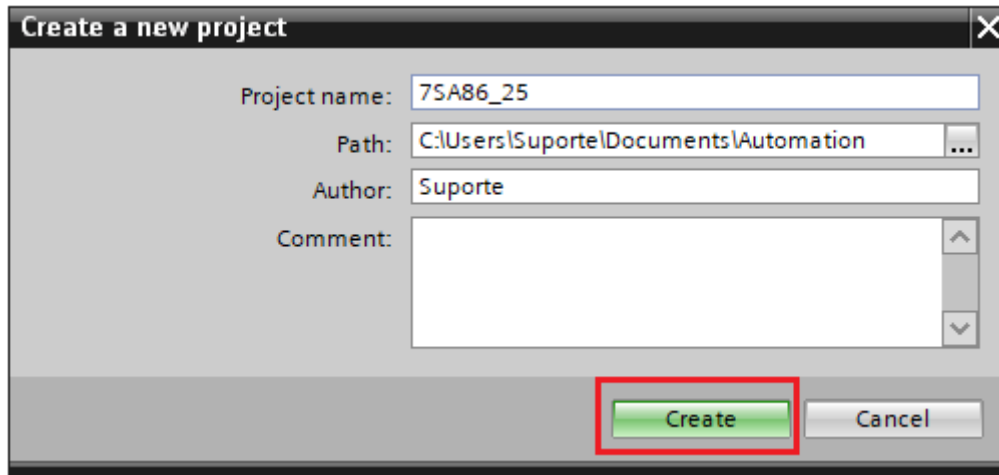 Create a new project
Project name: 7SA86_25
Path: C:\Users\Suporte\Documents\Automation ...
Author: Suporte
Comment:
Create Cancel